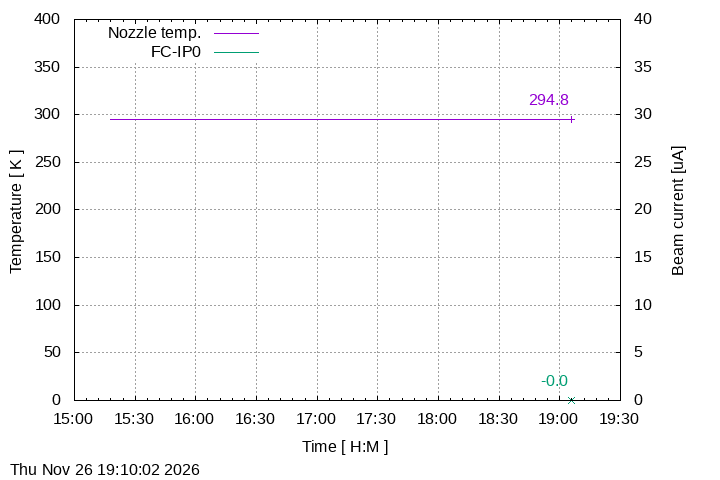 Nozzle temp.
FC-IP0
400
350
300
250
200
150
100
50
0
40
35
30
25
20
15
10
5
0
294.8
-0.0
Temperature [ K ]
Beam current [uA]
15:00 15:30 16:00 16:30 17:00 17:30 18:00 18:30 19:00 19:30
Time [ H:M ]
Thu Nov 26 19:10:02 2026